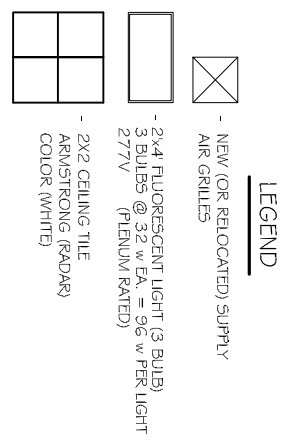 LEGEND
- NEW (OR RELOCATED) SUPPLY
AIR GRILLES
- 2'x4' FLUORESCENT LIGHT (3 BULB)
3 BULBS @ 32 w EA. = 96 w PER LIGHT
277V (PLENUM RATED)
- 2X2 CEILING TILE
ARMSTRONG (RADAR)
COLOR (WHITE)